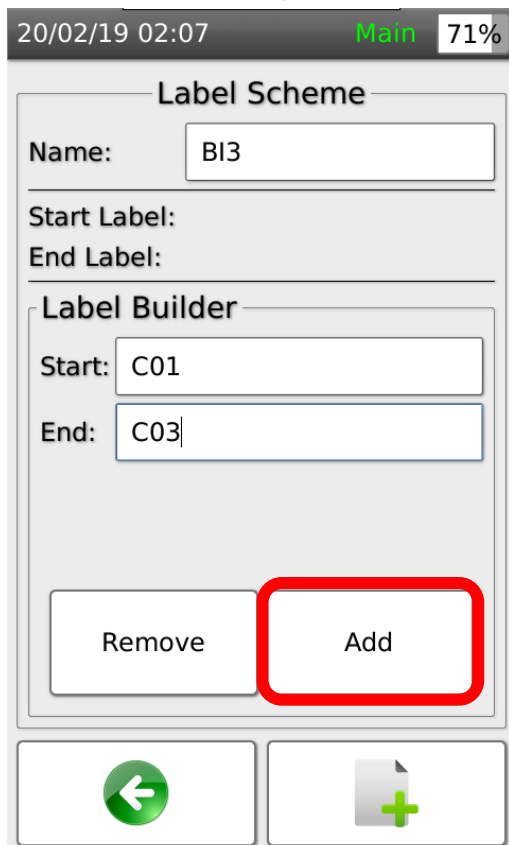 20/02/19 02:07 Main 71%
Label Scheme
Name: BI3
Start Label:
End Label:
Label Builder
Start: C01
End: C03
Remove Add